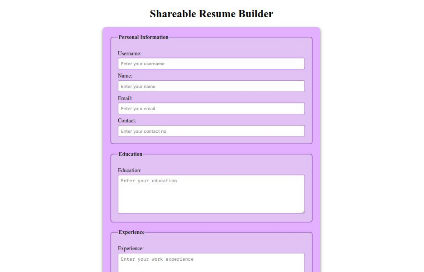 Shareable Resume Builder
Personal Information
Username:
Enter your username
Name:
Enter your name
Email:
Enter your email
Contact:
Enter your contact no
Education
Education:
Enter your education
Experience
Experience:
Enter your work experience